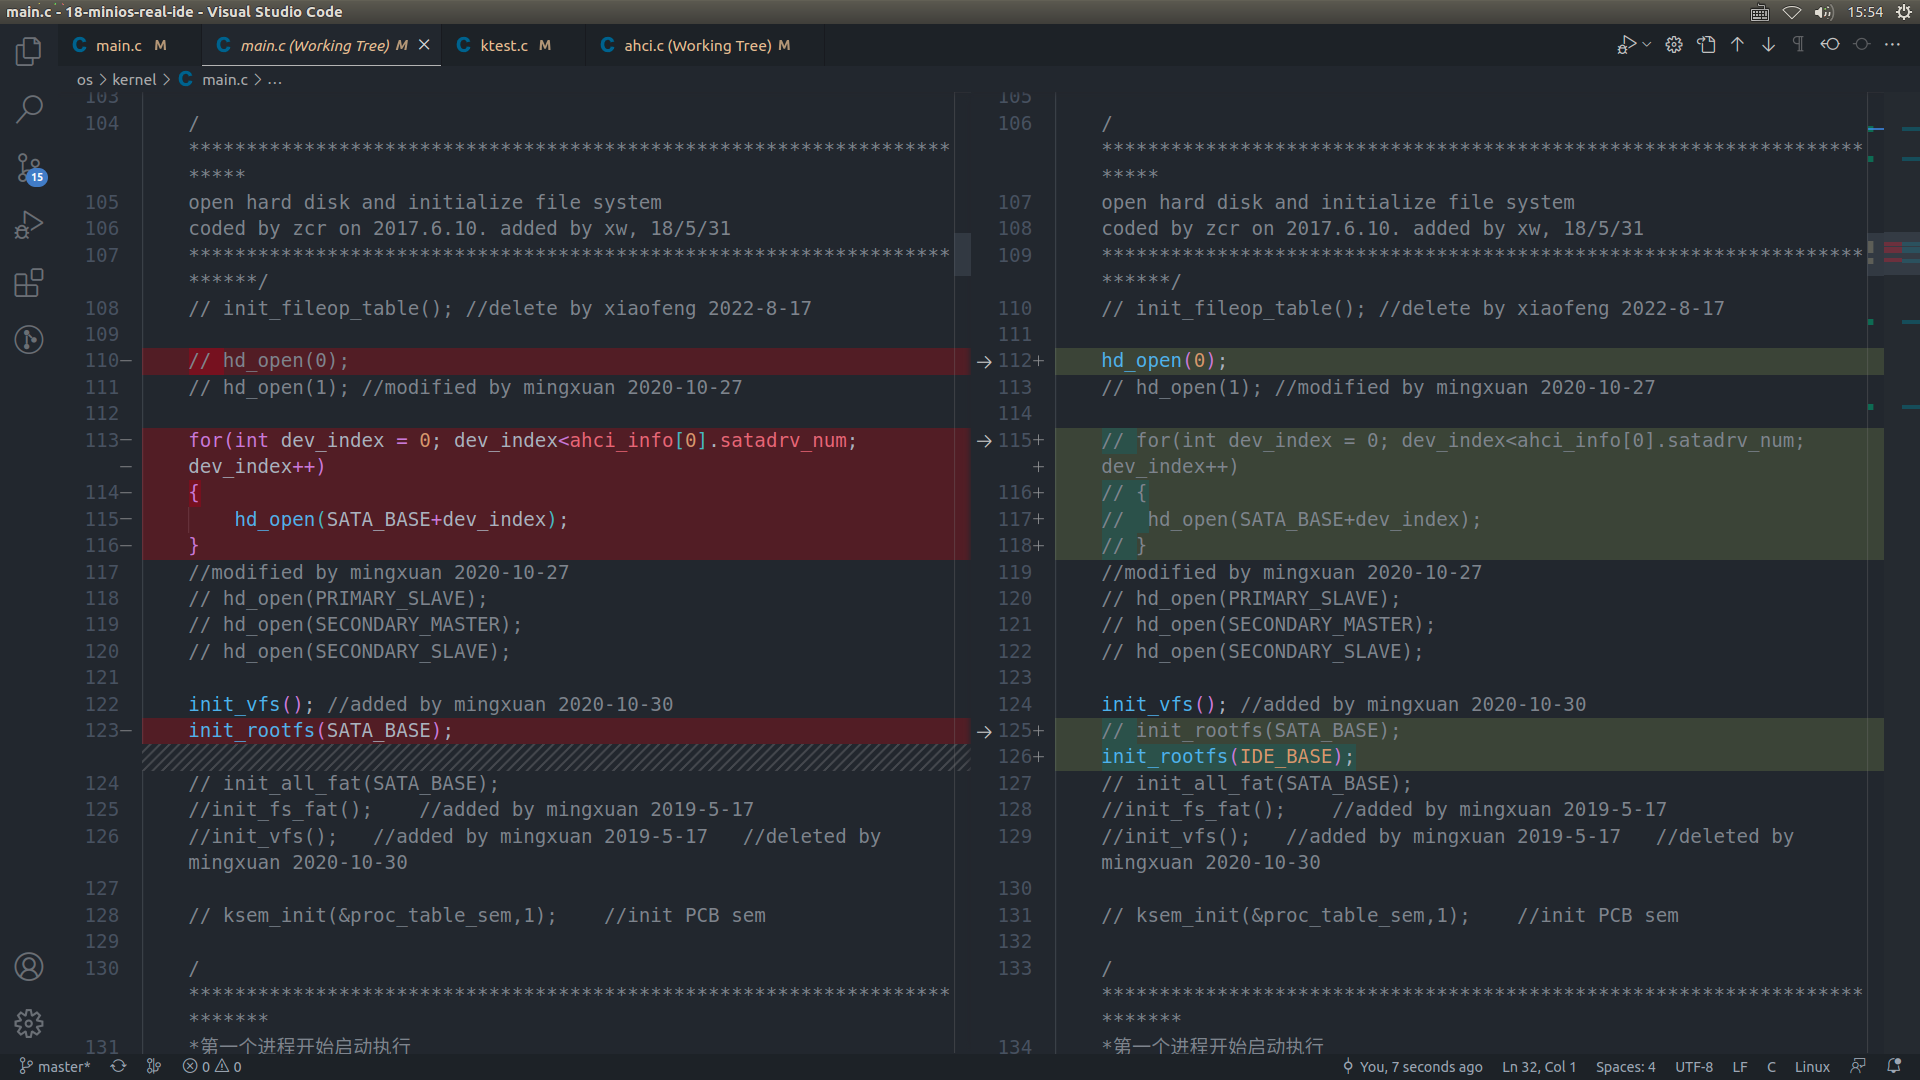 main.c - 18-minios-real-ide - Visual Studio Code
15:54
main.c M
main.c (Working Tree) M
ktest.c M
ahci.c (Working Tree) M
os > kernel > C main.c > ...
15
103
104 /
******************************************************************
*****
105 open hard disk and initialize file system
106 coded by zcr on 2017.6.10. added by xw, 18/5/31
107 ******************************************************************
******/
108 // init_fileop_table(); //delete by xiaofeng 2022-8-17
109
110− // hd_open(0);
111 // hd_open(1); //modified by mingxuan 2020-10-27
112
113− for(int dev_index = 0; dev_index<ahci_info[0].satadrv_num;
− dev_index++)
114− {
115− hd_open(SATA_BASE+dev_index);
116− }
117 //modified by mingxuan 2020-10-27
118 // hd_open(PRIMARY_SLAVE);
119 // hd_open(SECONDARY_MASTER);
120 // hd_open(SECONDARY_SLAVE);
121
122 init_vfs(); //added by mingxuan 2020-10-30
123− init_rootfs(SATA_BASE);
124 // init_all_fat(SATA_BASE);
125 //init_fs_fat(); //added by mingxuan 2019-5-17
126 //init_vfs(); //added by mingxuan 2019-5-17 //deleted by
mingxuan 2020-10-30
127
128 // ksem_init(&proc_table_sem,1); //init PCB sem
129
130 /
******************************************************************
*******
131 *第一个进程开始启动执行
105
106 /
******************************************************************
*****
107 open hard disk and initialize file system
108 coded by zcr on 2017.6.10. added by xw, 18/5/31
109 ******************************************************************
******/
110 // init_fileop_table(); //delete by xiaofeng 2022-8-17
111
112+ hd_open(0);
113 // hd_open(1); //modified by mingxuan 2020-10-27
114
115+ // for(int dev_index = 0; dev_index<ahci_info[0].satadrv_num;
+ dev_index++)
116+ // {
117+ // hd_open(SATA_BASE+dev_index);
118+ // }
119 //modified by mingxuan 2020-10-27
120 // hd_open(PRIMARY_SLAVE);
121 // hd_open(SECONDARY_MASTER);
122 // hd_open(SECONDARY_SLAVE);
123
124 init_vfs(); //added by mingxuan 2020-10-30
125+ // init_rootfs(SATA_BASE);
126+ init_rootfs(IDE_BASE);
127 // init_all_fat(SATA_BASE);
128 //init_fs_fat(); //added by mingxuan 2019-5-17
129 //init_vfs(); //added by mingxuan 2019-5-17 //deleted by
mingxuan 2020-10-30
130
131 // ksem_init(&proc_table_sem,1); //init PCB sem
132
133 /
******************************************************************
*******
134 *第一个进程开始启动执行
master* 0 0 You, 7 seconds ago Ln 32, Col 1 Spaces: 4 UTF-8 LF C Linux